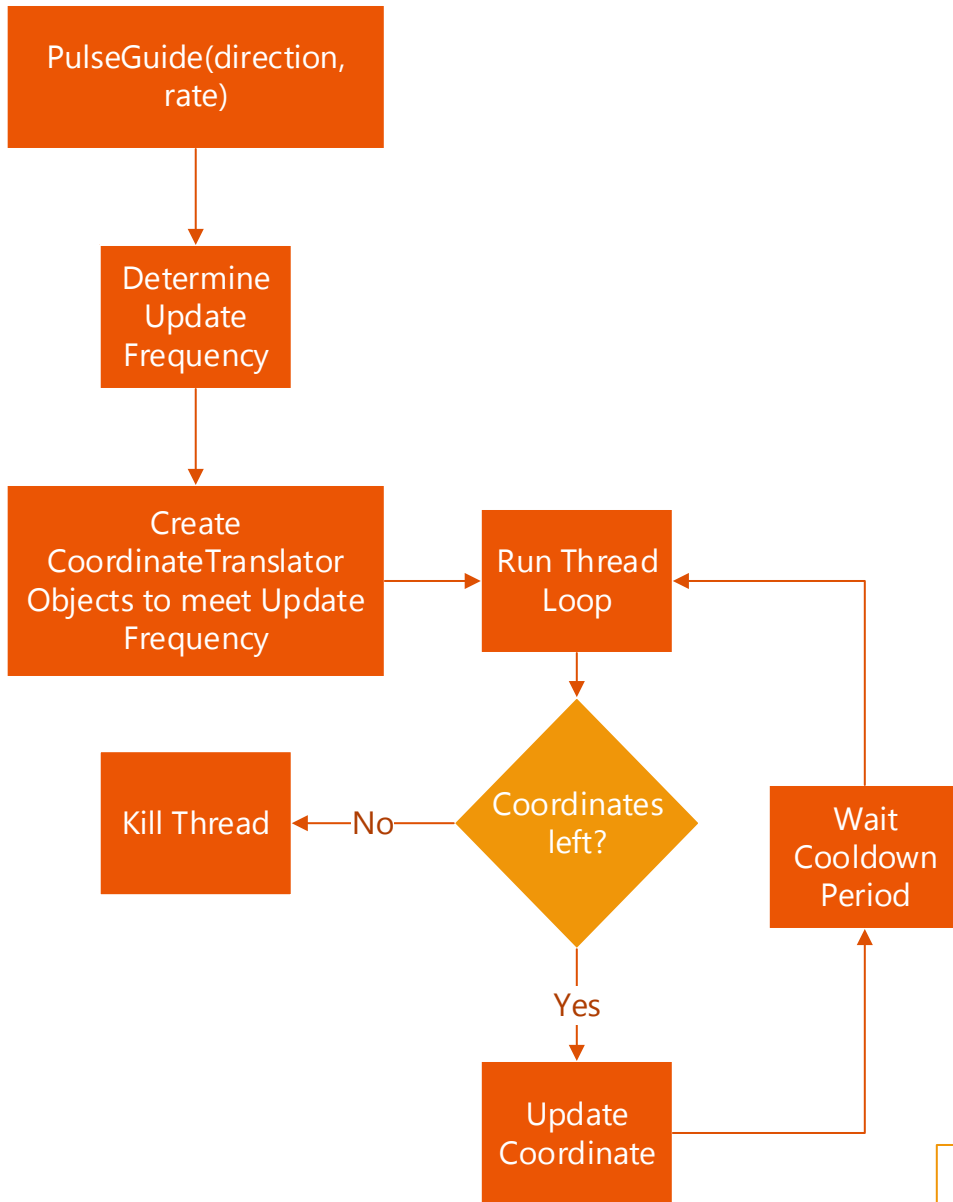 PulseGuide(direction,
rate)
Determine
Update
Frequency
Create
CoordinateTranslator
Objects to meet Update
Frequency
Run Thread
Loop
Coordinates
left?
No
Kill Thread
Yes
Update
Coordinate
Wait
Cooldown
Period